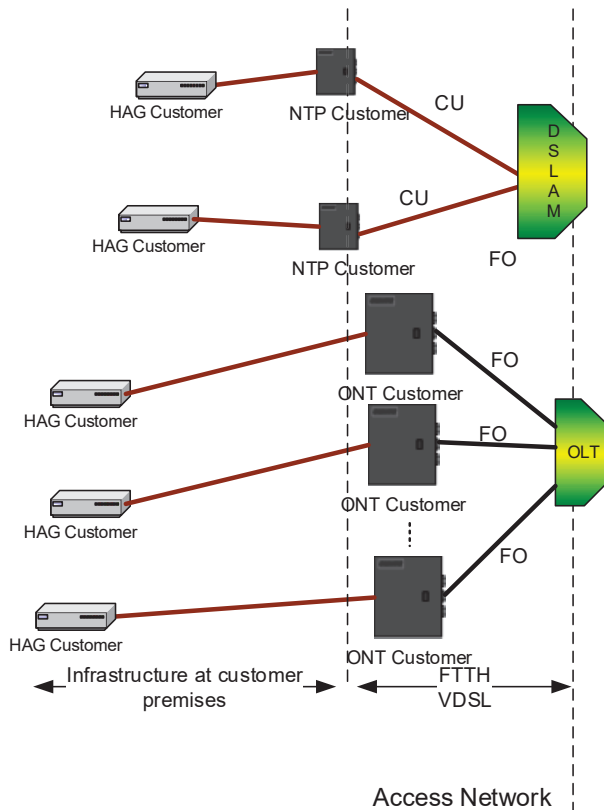 NTP Customer
CU
HAG Customer
D
S
L
A
M
CU
HAG Customer
NTP Customer
FO
FO
ONT Customer
HAG Customer
FO
OLT
ONT Customer
HAG Customer
FO
HAG Customer
ONT Customer
Infrastructure at customer
premises
FTTH
VDSL
Access Network